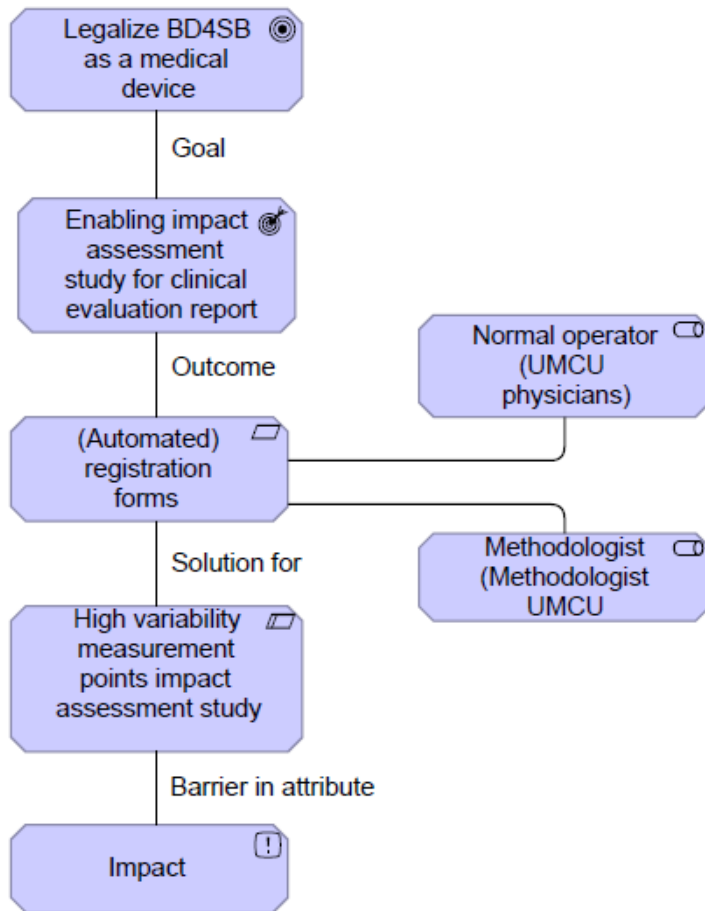 Legalize BD4SB
as a medical
device
Goal
Enabling impact
assessment
study for clinical
evaluation report
Outcome
Normal operator
(UMCU
physicians)
(Automated)
registration
forms
Solution for
Methodologist
(Methodologist
UMCU
High variability
measurement
points impact
assessment study
Barrier in attribute
Impact